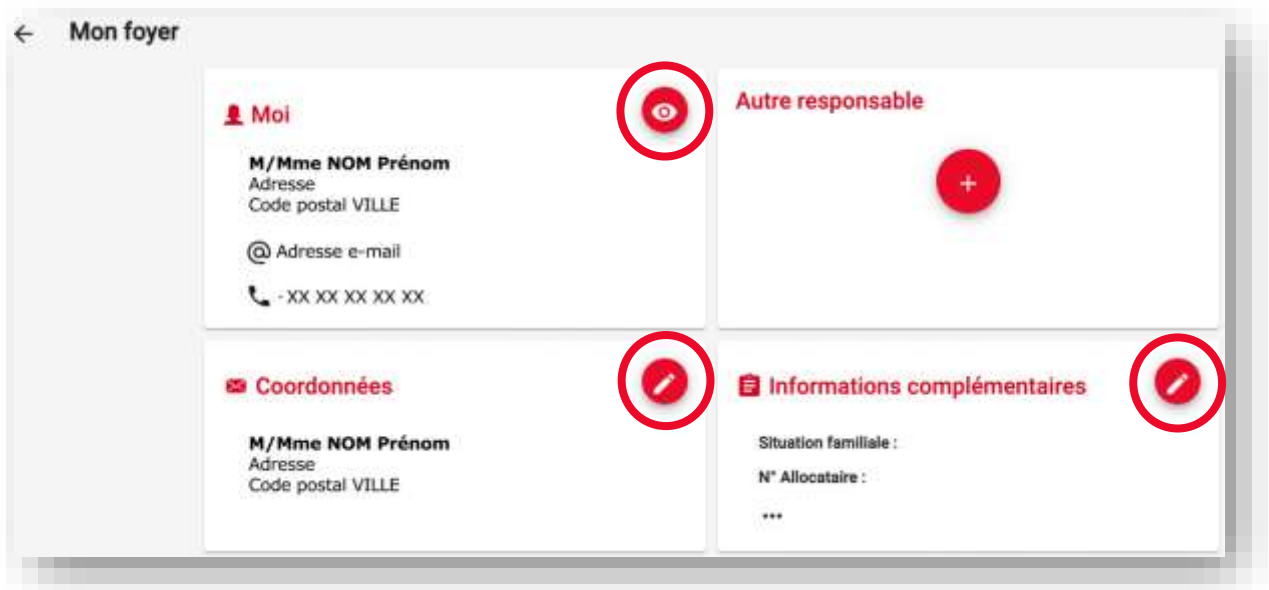 Mon foyer
Moi
M/Mme NOM Prénom
Adresse
Code postal VILLE
@ Adresse e-mail
- XX XX XX XX XX
Autre responsable
+
Coordonnées
M/Mme NOM Prénom
Adresse
Code postal VILLE
Informations complémentaires
Situation familiale :
N° Allocataire :
...